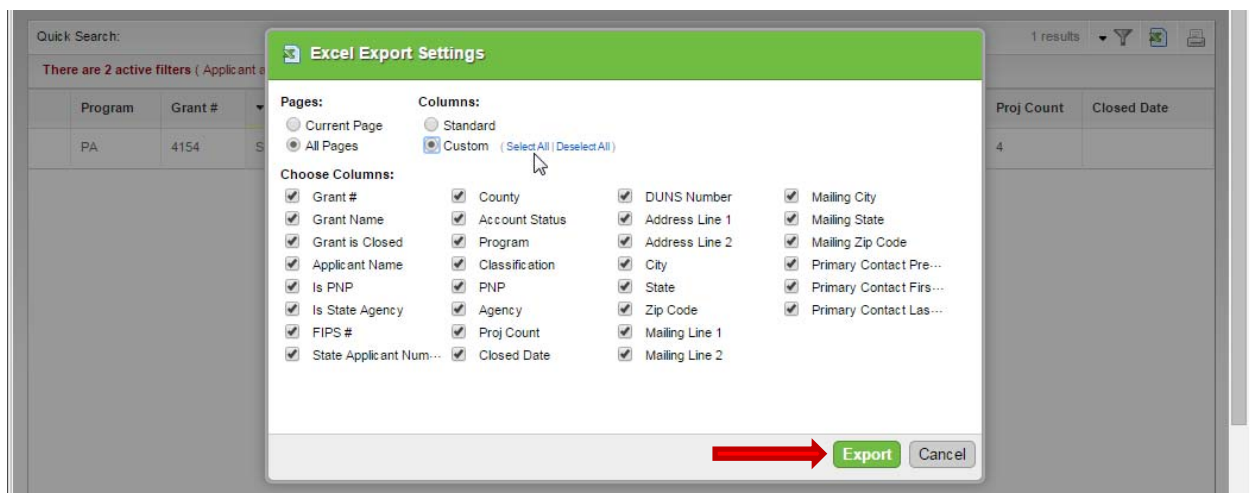 Quick Search:
1 results
Excel Export Settings
There are 2 active filters ( Applicant a
Program Grant # Proj Count Closed Date
PA 4154 S 4
Pages: Columns:
Current Page Standard
All Pages Custom ( Select All | Deselect All )
Choose Columns:
Grant # County DUNS Number Mailing City
Grant Name Account Status Address Line 1 Mailing State
Grant is Closed Program Address Line 2 Mailing Zip Code
Applicant Name Classification City Primary Contact Pre...
Is PNP PNP State Primary Contact Firs...
Is State Agency Agency Zip Code Primary Contact Las...
FIPS # Proj Count Mailing Line 1
State Applicant Num... Closed Date Mailing Line 2
Export Cancel